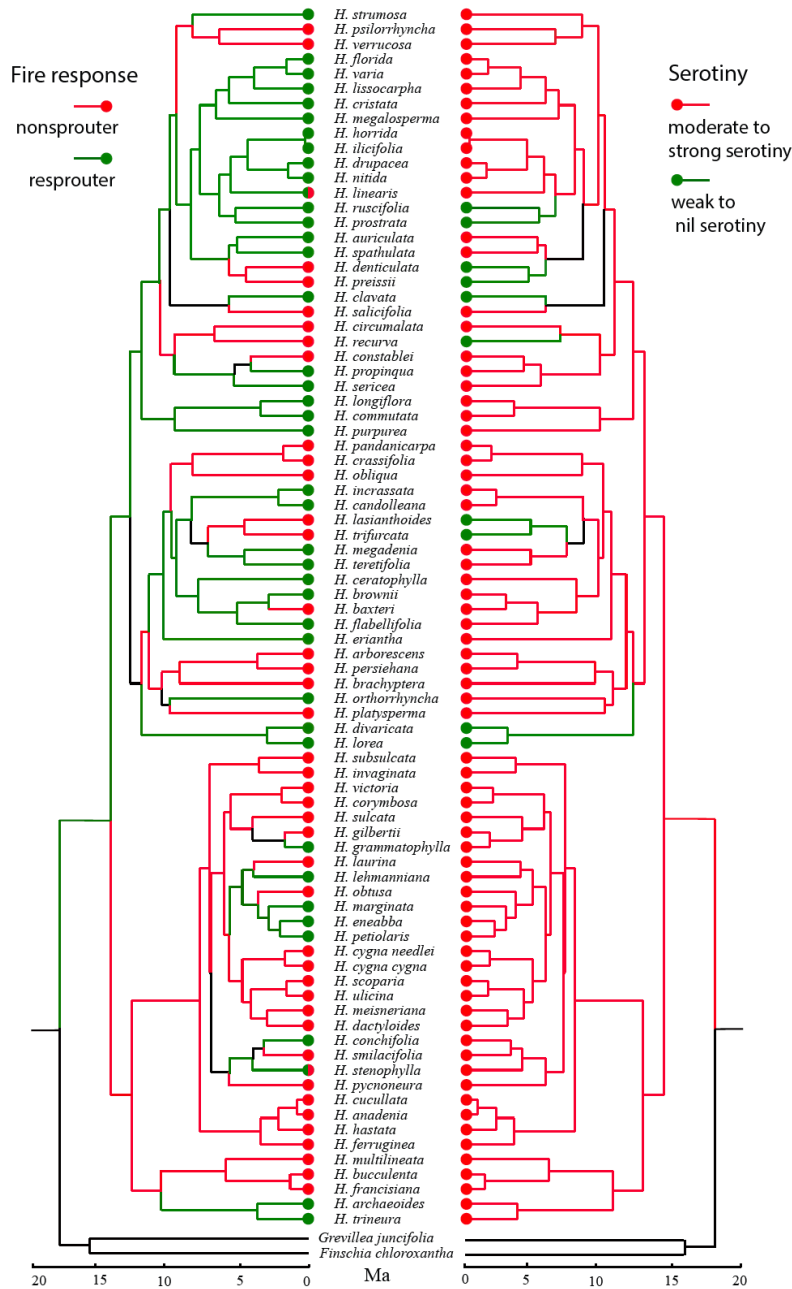 Fire response
nonsprouter
resprouter
Serotiny
moderate to
strong serotiny
weak to
nil serotiny
H. strumosa
H. psilorrhyncha
H. verrucosa
H. florida
H. varia
H. lissocarpha
H. cristata
H. megalosperma
H. horrida
H. ilicifolia
H. drupacea
H. nitida
H. linearis
H. ruscifolia
H. prostrata
H. auriculata
H. spathulata
H. denticulata
H. preissii
H. clavata
H. salicifolia
H. circumalata
H. recurva
H. constablei
H. propinqua
H. sericea
H. longiflora
H. commutata
H. purpurea
H. pandanicarpa
H. crassifolia
H. obliqua
H. incrassata
H. candolleana
H. lasianthoides
H. trifurcata
H. megadenia
H. teretifolia
H. ceratophylla
H. brownii
H. baxteri
H. flabellifolia
H. eriantha
H. arborescens
H. persiehana
H. brachyptera
H. orthorrhyncha
H. platysperma
H. divaricata
H. lorea
H. subsulcata
H. invaginata
H. victoria
H. corymbosa
H. sulcata
H. gilbertii
H. grammatophylla
H. laurina
H. lehmanniana
H. obtusa
H. marginata
H. eneabba
H. petiolaris
H. cygna needlei
H. cygna cygna
H. scoparia
H. ulicina
H. meisneriana
H. dactyloides
H. conchifolia
H. smilacifolia
H. stenophylla
H. pycnoneura
H. cucullata
H. anadenia
H. hastata
H. ferruginea
H. multilineata
H. bucculenta
H. francisiana
H. archaeoides
H. trineura
Grevillea juncifolia
Finschia chloroxantha
20 15 10 5 0 Ma 0 5 10 15 20